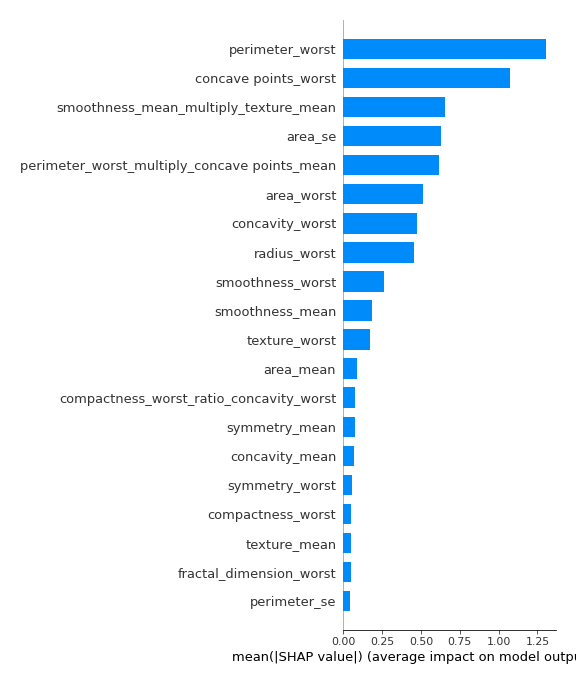 perimeter_worst
concave points_worst
smoothness_mean_multiply_texture_mean
area_se
perimeter_worst_multiply_concave points_mean
area_worst
concavity_worst
radius_worst
smoothness_worst
smoothness_mean
texture_worst
area_mean
compactness_worst_ratio_concavity_worst
symmetry_mean
concavity_mean
symmetry_worst
compactness_worst
texture_mean
fractal_dimension_worst
perimeter_se
0.00 0.25 0.50 0.75 1.00 1.25
mean(|SHAP value|) (average impact on model outpu